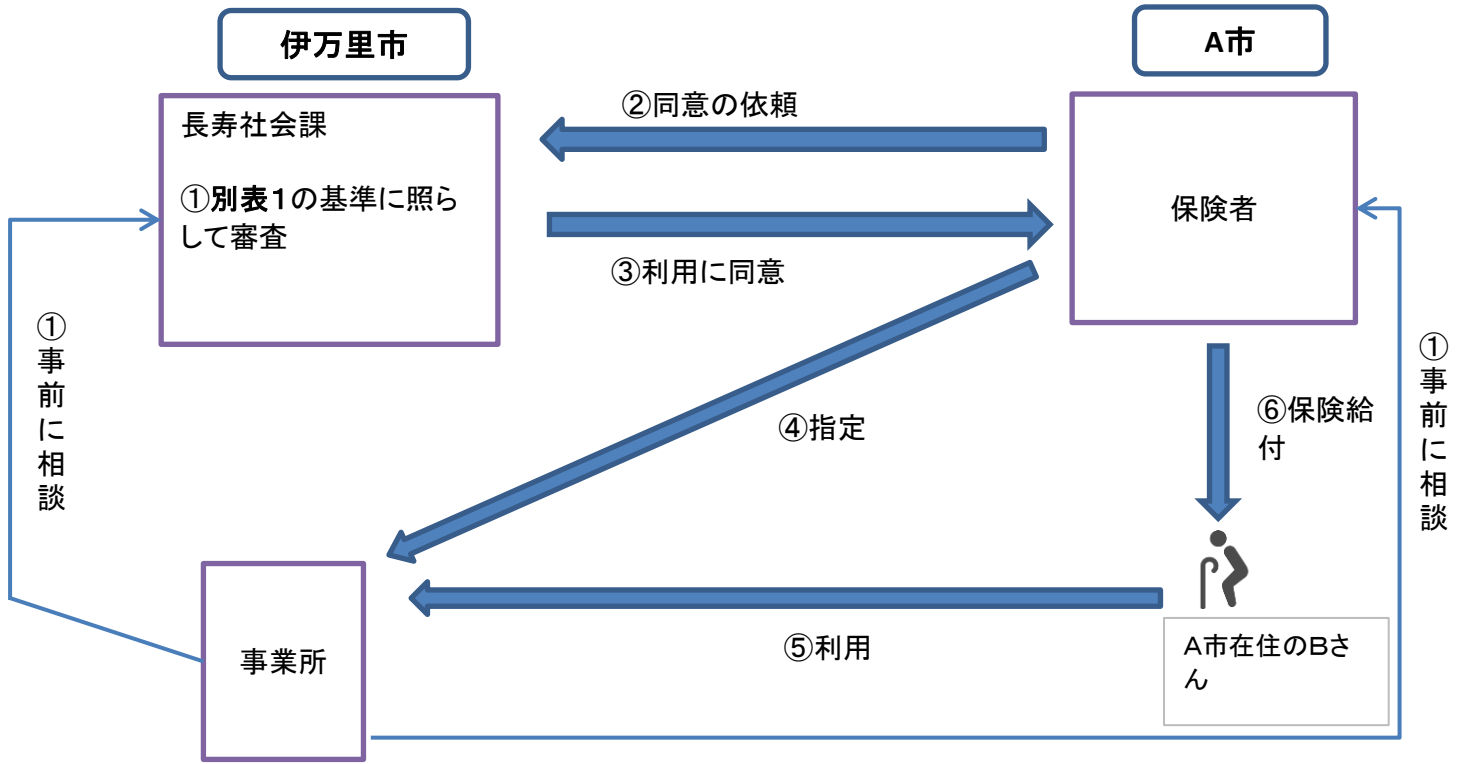 伊万里市
A市
長寿社会課
①別表1の基準に照ら
して審査
②同意の依頼
③利用に同意
保険者
①事前に相談
④指定
⑥保険給
付
①事前に相談
事業所
⑤利用
A市在住のBさ
ん